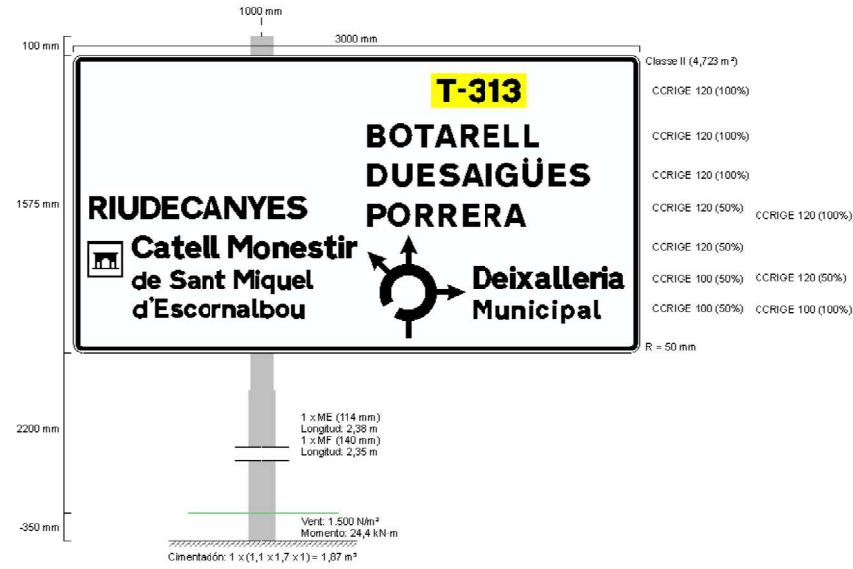 1000 mm
100 mm
3000 mm
Classe II (4,723 m²)
T-313
CCRIGE 120 (100%)
BOTARELL
CCRIGE 120 (100%)
DUESAIGÜES
CCRIGE 120 (100%)
1575 mm
RIUDECANYES
PORRERA
CCRIGE 120 (50%)
CCRIGE 120 (100%)
Catell Monestir
CCRIGE 120 (50%)
de Sant Miquel
Deixalleria
CCRIGE 100 (50%)
CCRIGE 120 (50%)
d'Escornalbou
Municipal
CCRIGE 100 (50%)
CCRIGE 100 (100%)
R = 50 mm
2200 mm
1 x ME (114 mm)
Longitud: 2,38 m
1 x MF (140 mm)
Longitud: 2,35 m
-350 mm
Vent: 1.500 N/m²
Momento: 24,4 kN·m
Cimentación: 1 x (1,1 x 1,7 x 1) = 1,87 m³